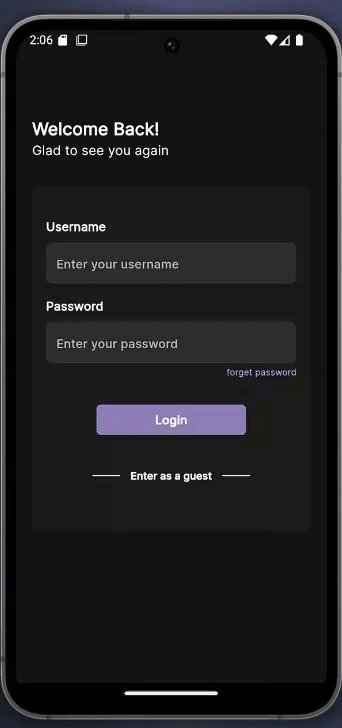 2:06
Welcome Back!
Glad to see you again
Username
Enter your username
Password
Enter your password
forget password
Login
Enter as a guest